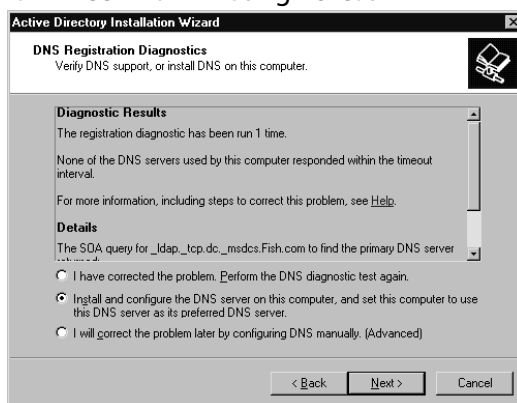 Active Directory Installation Wizard
DNS Registration Diagnostics
Verify DNS support, or install DNS on this computer.
Diagnostic Results
The registration diagnostic has been run 1 time.
None of the DNS servers used by this computer responded within the timeout
interval.
For more information, including steps to correct this problem, see Help.
Details
The SOA query for _ldap._tcp.dc._msdcs.Fish.com to find the primary DNS server
I have corrected the problem. Perform the DNS diagnostic test again.
Install and configure the DNS server on this computer, and set this computer to use
this DNS server as its preferred DNS server.
I will correct the problem later by configuring DNS manually. (Advanced)
< Back Next > Cancel